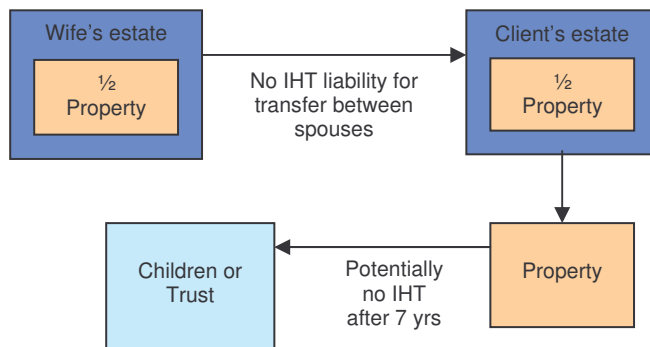 Wife's estate
½
Property
No IHT liability for
transfer between
spouses
Client's estate
½
Property
Children or
Trust
Potentially
no IHT
after 7 yrs
Property